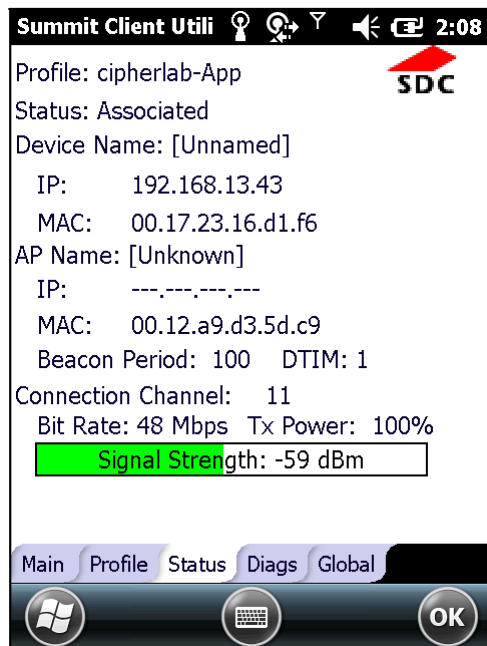 Summit Client Utili 2:08
Profile: cipherlab-App
SDC
Status: Associated
Device Name: [Unnamed]
IP: 192.168.13.43
MAC: 00.17.23.16.d1.f6
AP Name: [Unknown]
IP: ---.---.---.---
MAC: 00.12.a9.d3.5d.c9
Beacon Period: 100 DTIM: 1
Connection Channel: 11
Bit Rate: 48 Mbps Tx Power: 100%
Signal Strength: -59 dBm
Main Profile Status Diags Global
OK